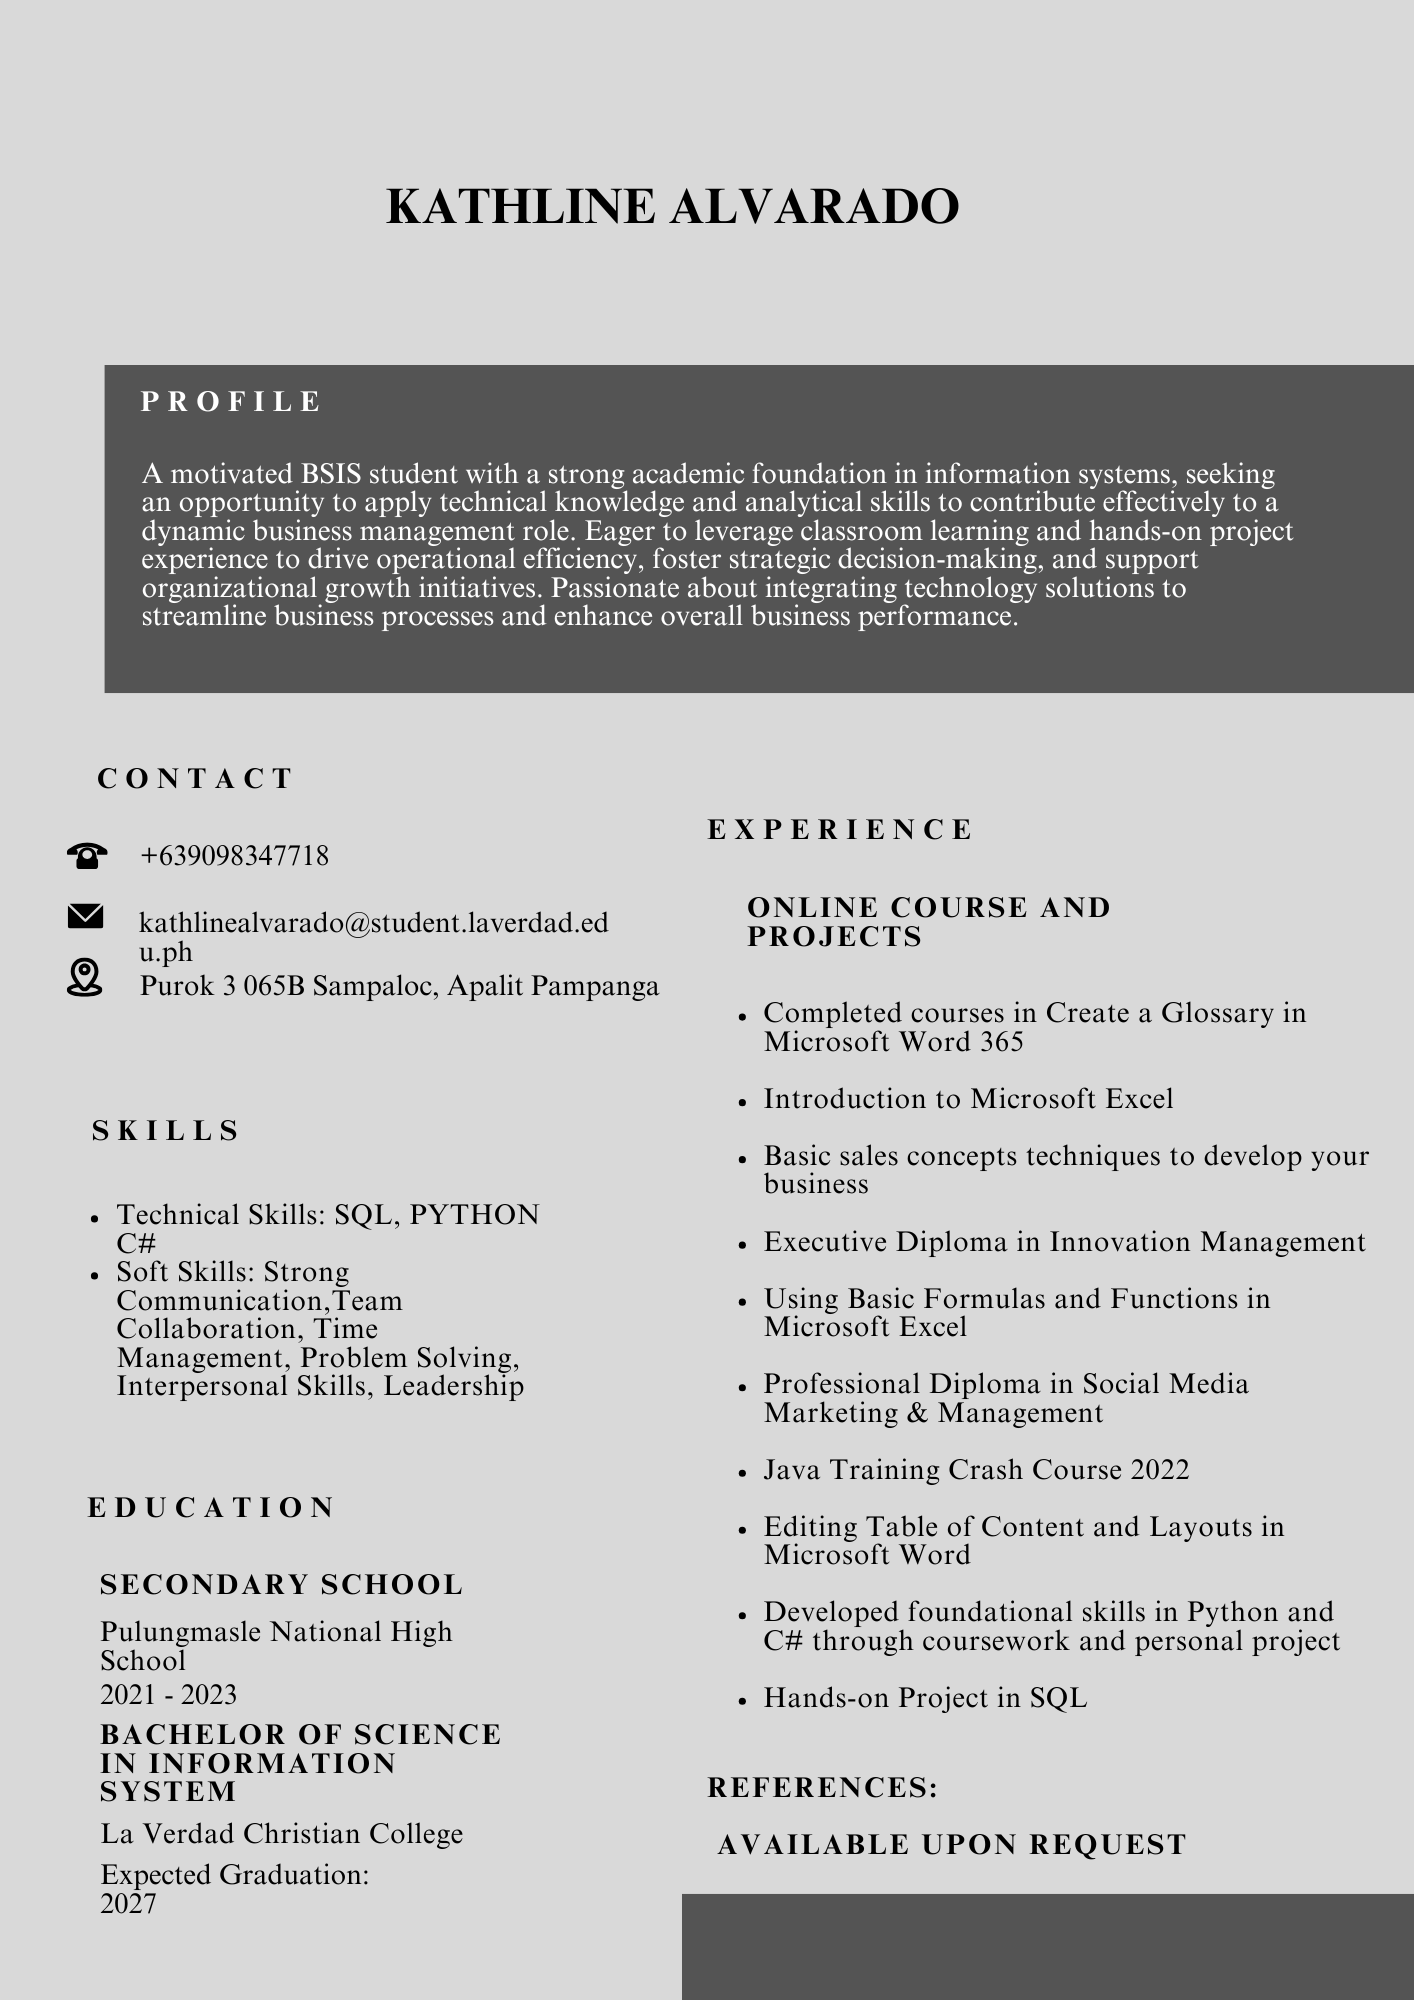 KATHLINE ALVARADO
PROFILE
A motivated BSIS student with a strong academic foundation in information systems, seeking
an opportunity to apply technical knowledge and analytical skills to contribute effectively to a
dynamic business management role. Eager to leverage classroom learning and hands-on project
experience to drive operational efficiency, foster strategic decision-making, and support
organizational growth initiatives. Passionate about integrating technology solutions to
streamline business processes and enhance overall business performance.
CONTACT
+639098347718
kathlinealvarado@student.laverdad.ed
u.ph
Purok 3 065B Sampaloc, Apalit Pampanga
SKILLS
• Technical Skills: SQL, PYTHON
C#
• Soft Skills: Strong
Communication,Team
Collaboration, Time
Management, Problem Solving,
Interpersonal Skills, Leadership
EDUCATION
SECONDARY SCHOOL
Pulungmasle National High
School
2021 - 2023
BACHELOR OF SCIENCE
IN INFORMATION
SYSTEM
La Verdad Christian College
Expected Graduation:
2027
EXPERIENCE
ONLINE COURSE AND
PROJECTS
• Completed courses in Create a Glossary in
Microsoft Word 365
• Introduction to Microsoft Excel
• Basic sales concepts techniques to develop your
business
• Executive Diploma in Innovation Management
• Using Basic Formulas and Functions in
Microsoft Excel
• Professional Diploma in Social Media
Marketing & Management
• Java Training Crash Course 2022
• Editing Table of Content and Layouts in
Microsoft Word
• Developed foundational skills in Python and
C# through coursework and personal project
• Hands-on Project in SQL
REFERENCES:
AVAILABLE UPON REQUEST